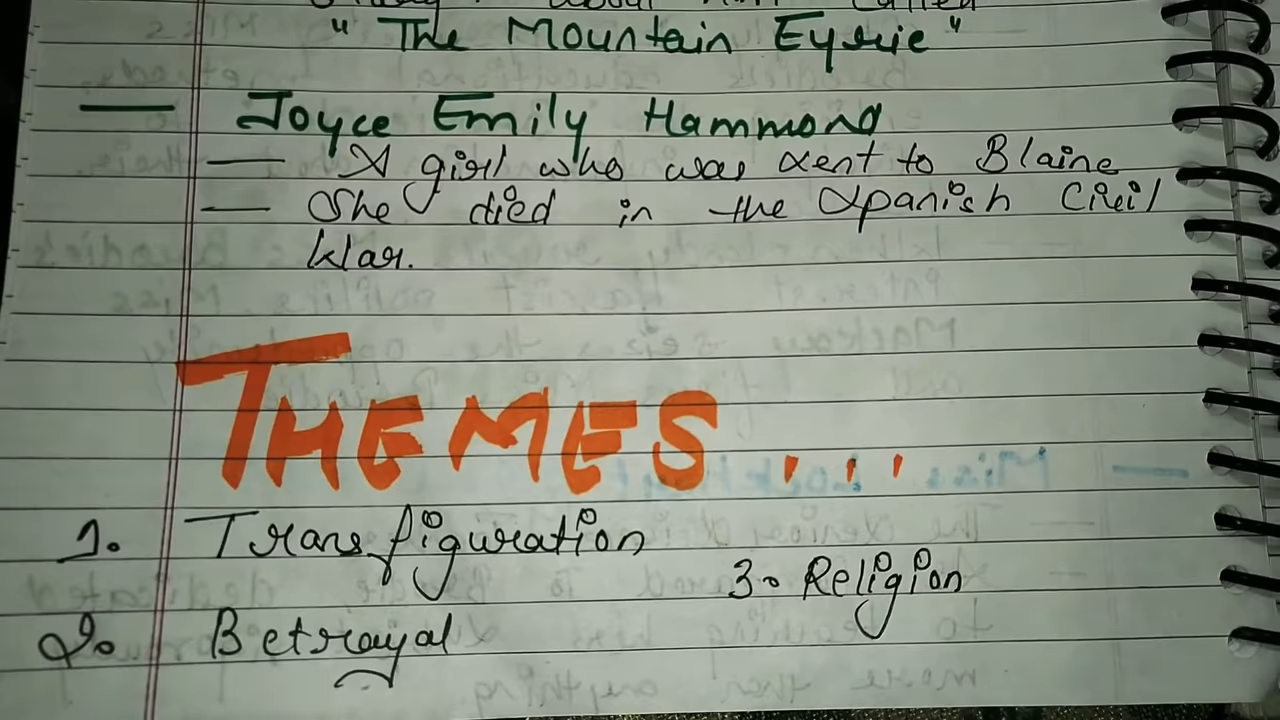 called
" The Mountain Eyrie "
— Joyce Emily Hammond
— A girl who was sent to Blaine
— She died in the Spanish Civil
War.
THEMES...
1. Transfiguration
3. Religion
2. Betrayal